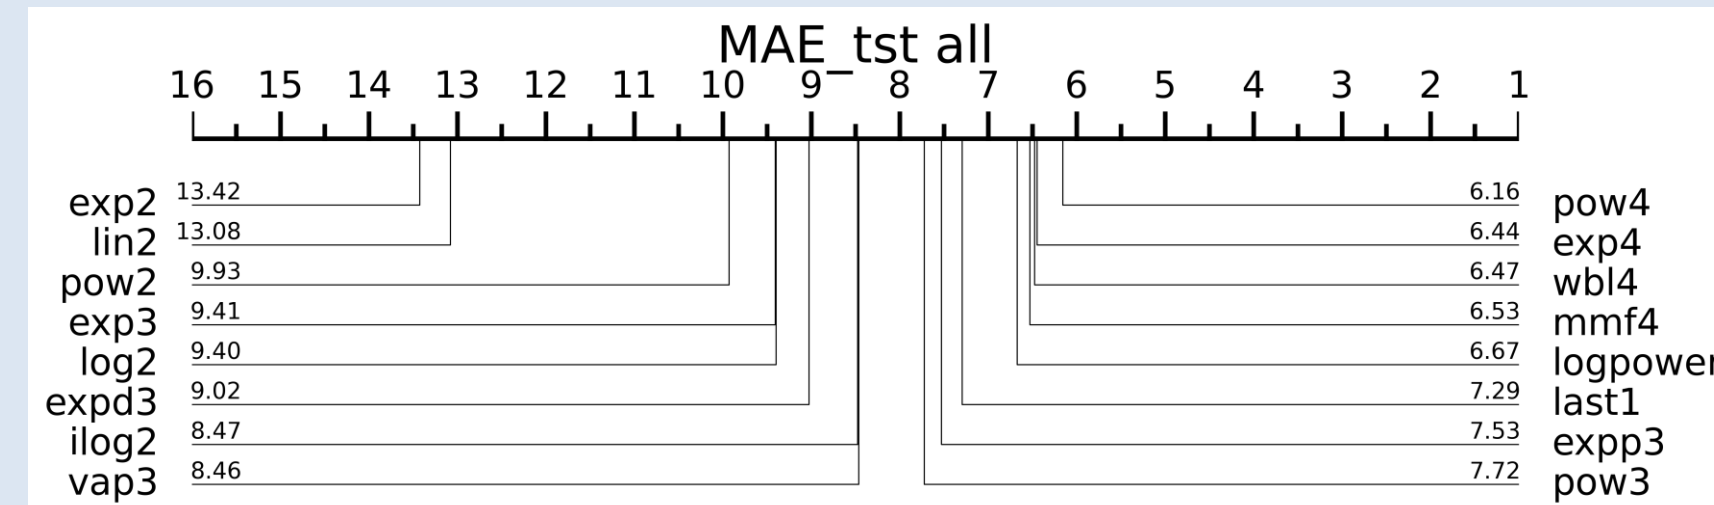 MAE_tst all
16 15 14 13 12 11 10 9 8 7 6 5 4 3 2 1
exp2 13.42 6.16 pow4
lin2 13.08 6.44 exp4
pow2 9.93 6.47 wbl4
exp3 9.41 6.53 mmf4
log2 9.40 6.67 logpower
expd3 9.02 7.29 last1
ilog2 8.47 7.53 expp3
vap3 8.46 7.72 pow3